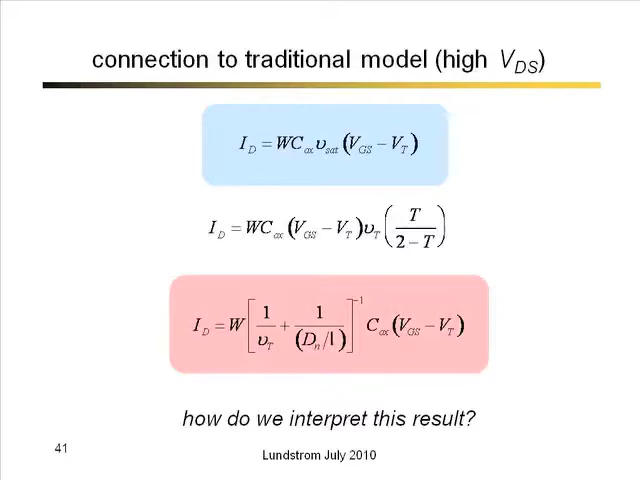 connection to traditional model (high V_DS)
I_D = WC_ox υ_sat (V_GS − V_T)
I_D = WC_ox (V_GS − V_T) υ_T (T / (2 − T))
I_D = W [1/υ_T + 1/(D_n/l)]^−1 C_ox (V_GS − V_T)
how do we interpret this result?
41
Lundstrom July 2010